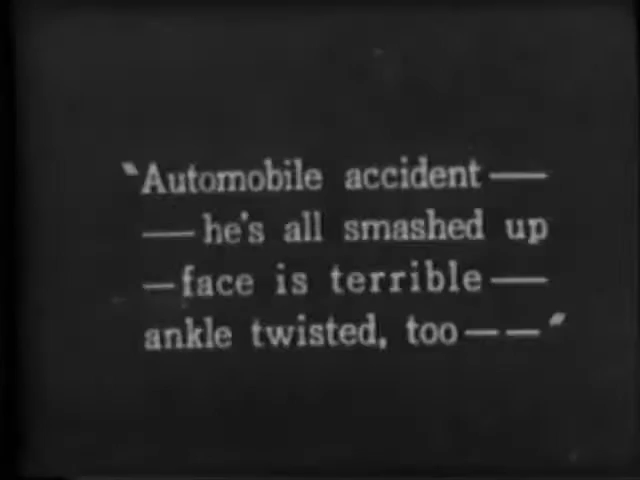 "Automobile accident —
— he's all smashed up
— face is terrible —
ankle twisted, too — —"